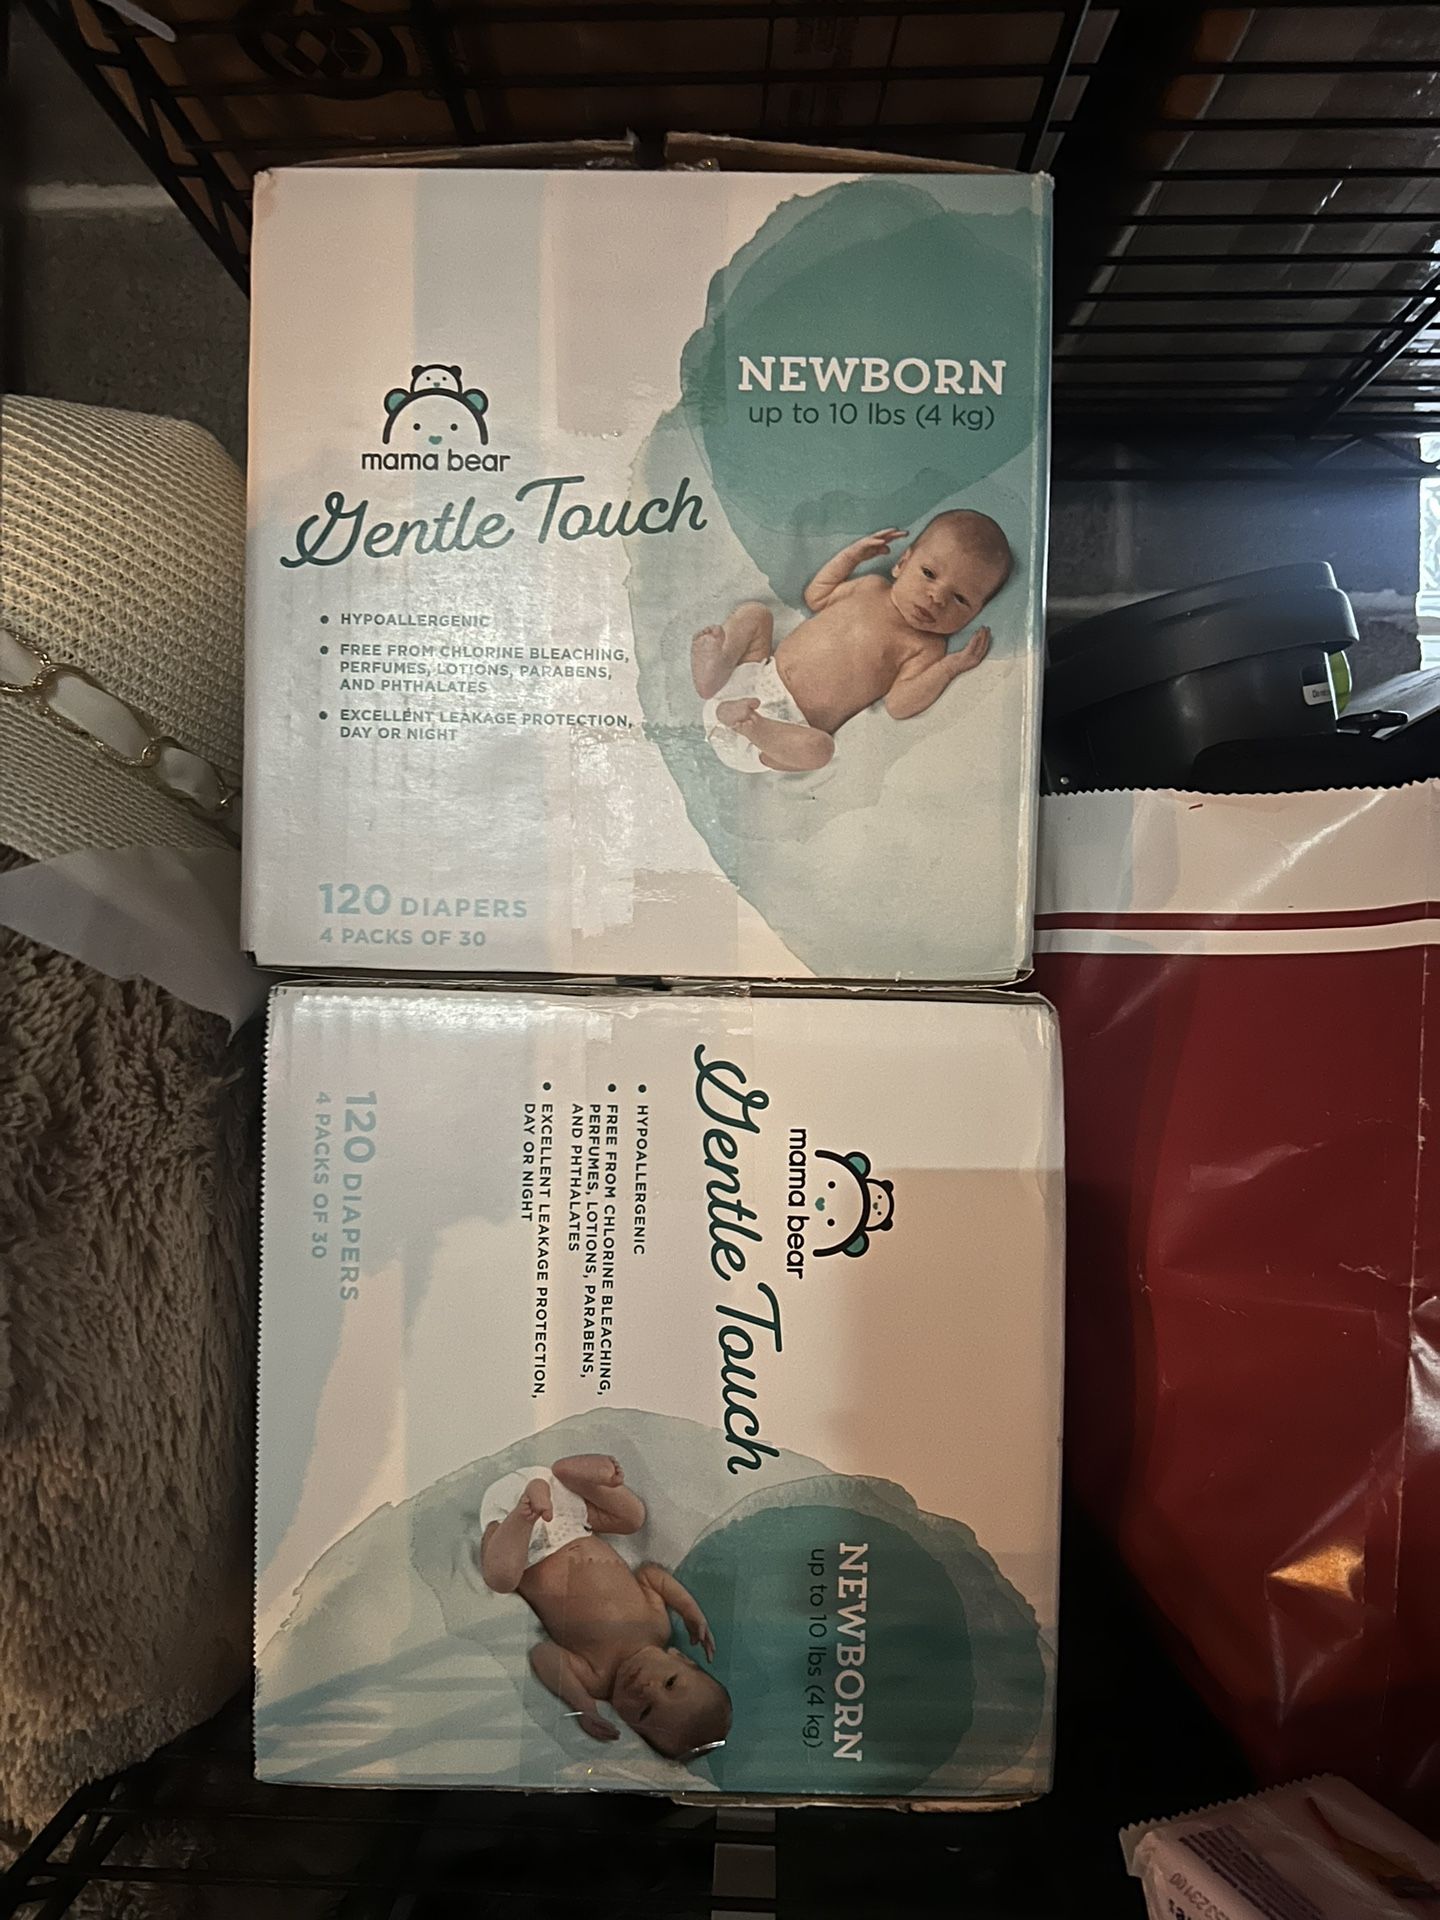 mama bear
Gentle Touch
NEWBORN
up to 10 lbs (4 kg)
• HYPOALLERGENIC
• FREE FROM CHLORINE BLEACHING,
PERFUMES, LOTIONS, PARABENS,
AND PHTHALATES
• EXCELLENT LEAKAGE PROTECTION,
DAY OR NIGHT
120 DIAPERS
4 PACKS OF 30
mama bear
Gentle Touch
• HYPOALLERGENIC
• FREE FROM CHLORINE BLEACHING,
PERFUMES, LOTIONS, PARABENS,
AND PHTHALATES
• EXCELLENT LEAKAGE PROTECTION,
DAY OR NIGHT
120 DIAPERS
4 PACKS OF 30
NEWBORN
up to 10 lbs (4 kg)